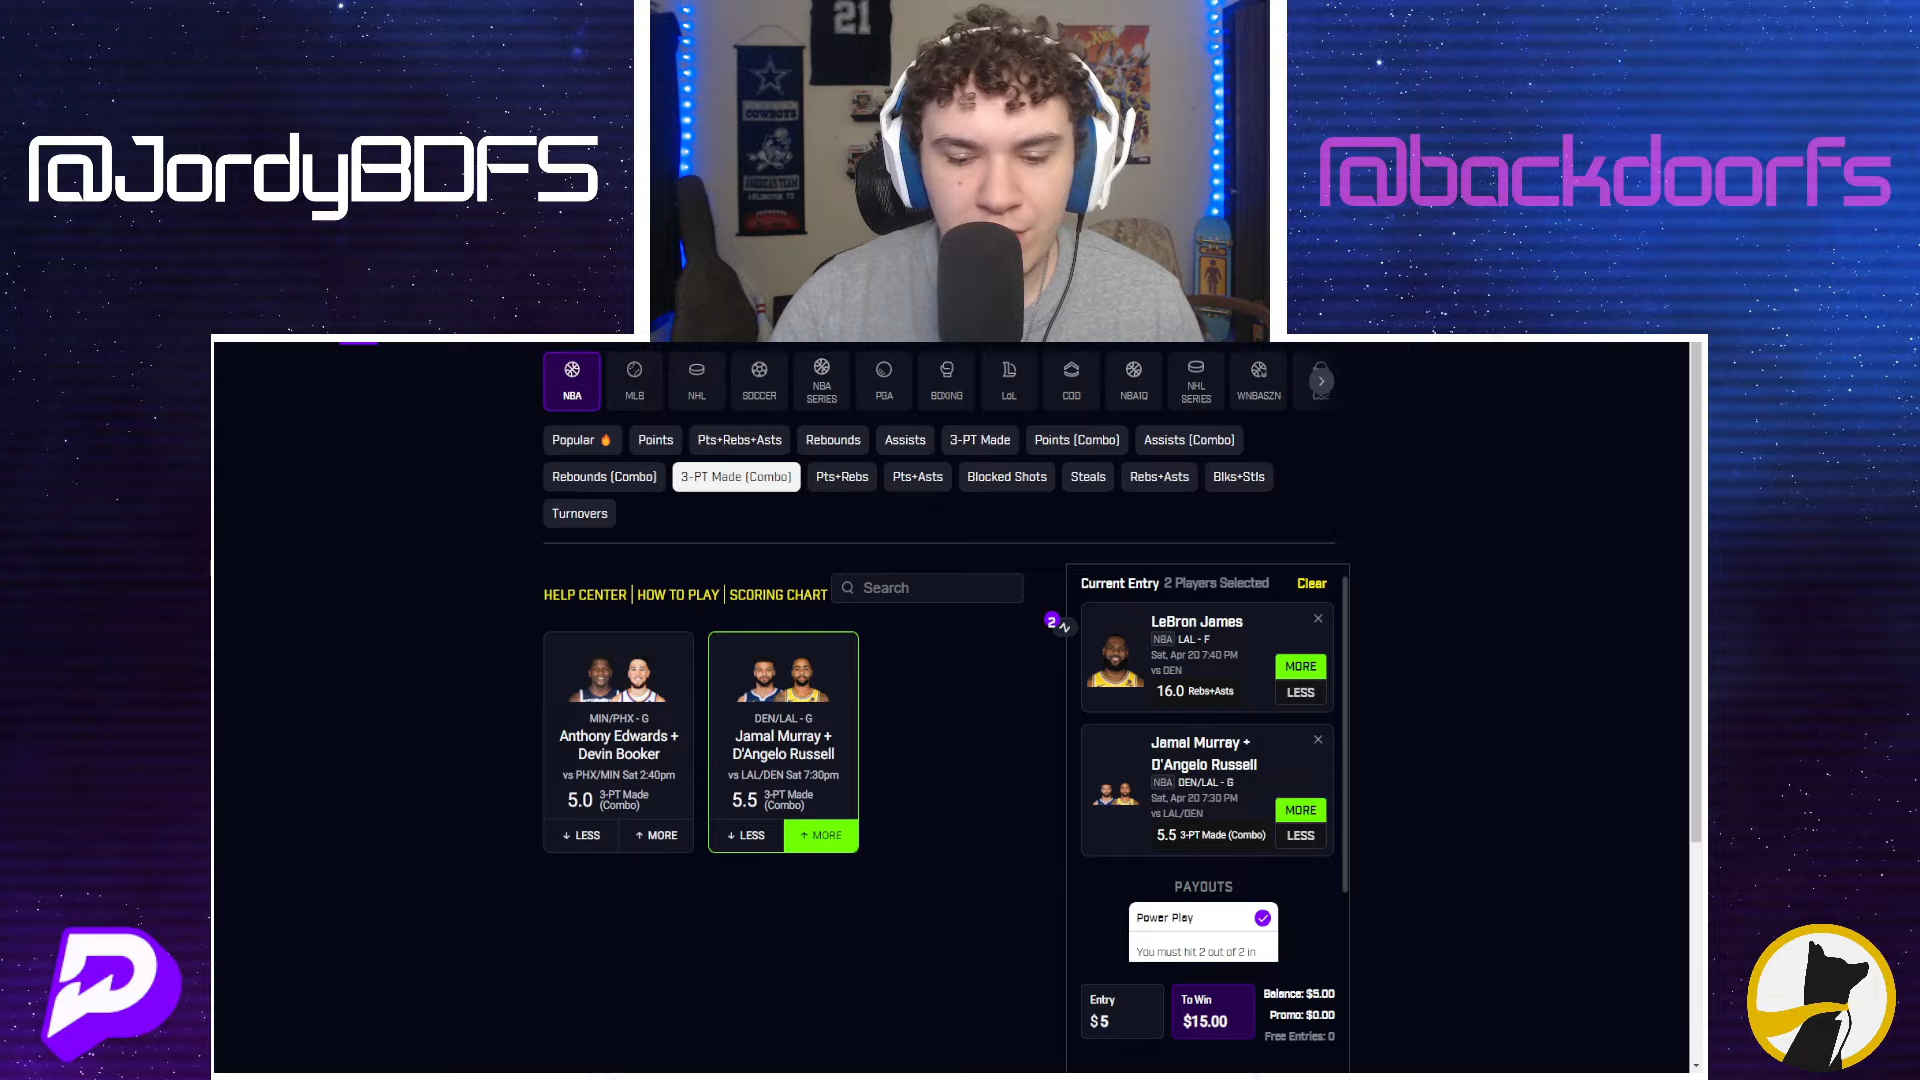 @JordyBDFS
@backdoorfs
21
COWBOYS
AMERICA'S TEAM
ARLINGTON TX
NBA
MLB
NHL
SOCCER
NBA
SERIES
PGA
BOXING
LoL
COD
NBA1Q
NHL
SERIES
WNBASZN
CS2
Popular
Points
Pts+Rebs+Asts
Rebounds
Assists
3-PT Made
Points (Combo)
Assists (Combo)
Rebounds (Combo)
3-PT Made (Combo)
Pts+Rebs
Pts+Asts
Blocked Shots
Steals
Rebs+Asts
Blks+Stls
Turnovers
HELP CENTER | HOW TO PLAY | SCORING CHART
Search
MIN/PHX - G
Anthony Edwards +
Devin Booker
vs PHX/MIN Sat 2:40pm
5.0 3-PT Made
(Combo)
↓ LESS
↑ MORE
DEN/LAL - G
Jamal Murray +
D'Angelo Russell
vs LAL/DEN Sat 7:30pm
5.5 3-PT Made
(Combo)
↓ LESS
↑ MORE
2
Current Entry 2 Players Selected
Clear
LeBron James
NBA LAL - F
Sat, Apr 20 7:40 PM
vs DEN
16.0 Rebs+Asts
MORE
LESS
Jamal Murray +
D'Angelo Russell
NBA DEN/LAL - G
Sat, Apr 20 7:30 PM
vs LAL/DEN
5.5 3-PT Made (Combo)
MORE
LESS
PAYOUTS
Power Play
You must hit 2 out of 2 in
Entry
$5
To Win
$15.00
Balance: $5.00
Promo: $0.00
Free Entries: 0